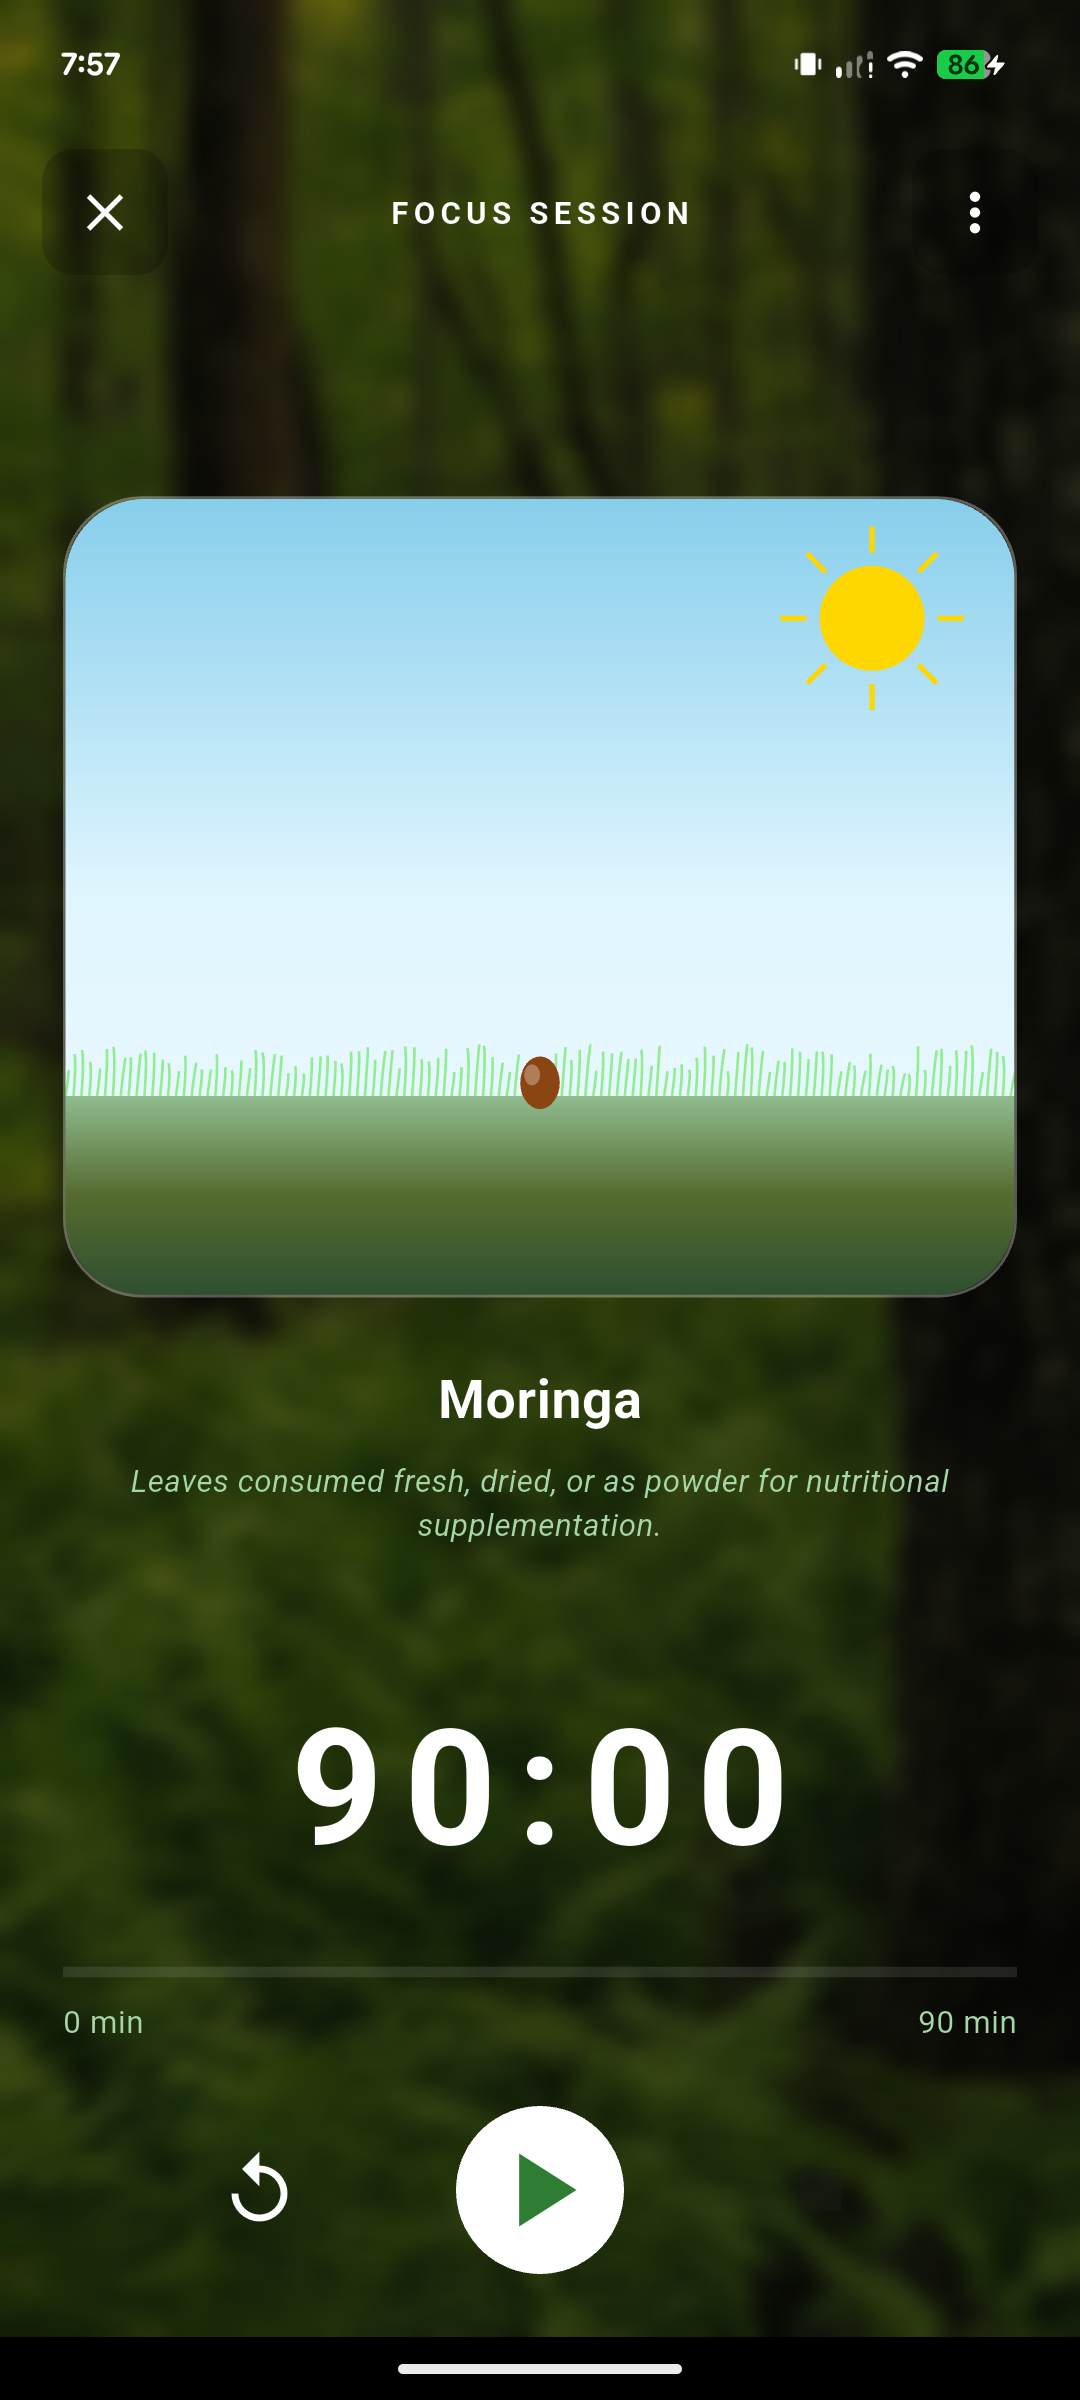 7:57
86
FOCUS SESSION
Moringa
Leaves consumed fresh, dried, or as powder for nutritional
supplementation.
90:00
0 min
90 min